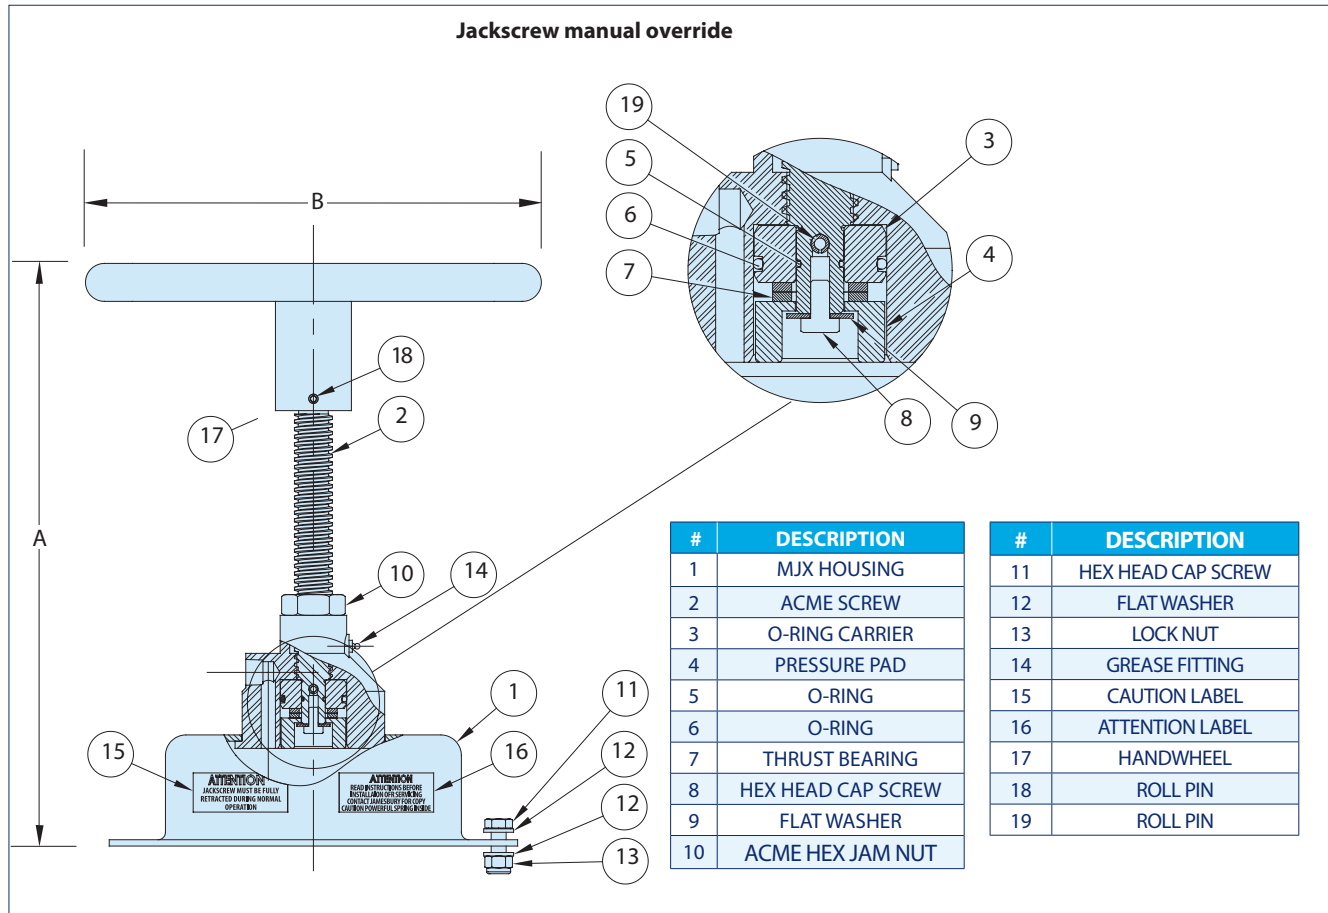 Jackscrew manual override
19
3
5
B
6
4
7
18
2
17
8
9
A
10
14
1
11
15
16
12
12
13
ATTENTION
JACKSCREW MUST BE FULLY
RETRACTED DURING NORMAL
OPERATION
ATTENTION
READ INSTRUCTIONS BEFORE
INSTALLAION OFR SERVICING
CONTACT JAMESBURY FOR COPY
CAUTION POWERFUL SPRING INSIDE
# DESCRIPTION
1 MJX HOUSING
2 ACME SCREW
3 O-RING CARRIER
4 PRESSURE PAD
5 O-RING
6 O-RING
7 THRUST BEARING
8 HEX HEAD CAP SCREW
9 FLAT WASHER
10 ACME HEX JAM NUT
# DESCRIPTION
11 HEX HEAD CAP SCREW
12 FLAT WASHER
13 LOCK NUT
14 GREASE FITTING
15 CAUTION LABEL
16 ATTENTION LABEL
17 HANDWHEEL
18 ROLL PIN
19 ROLL PIN